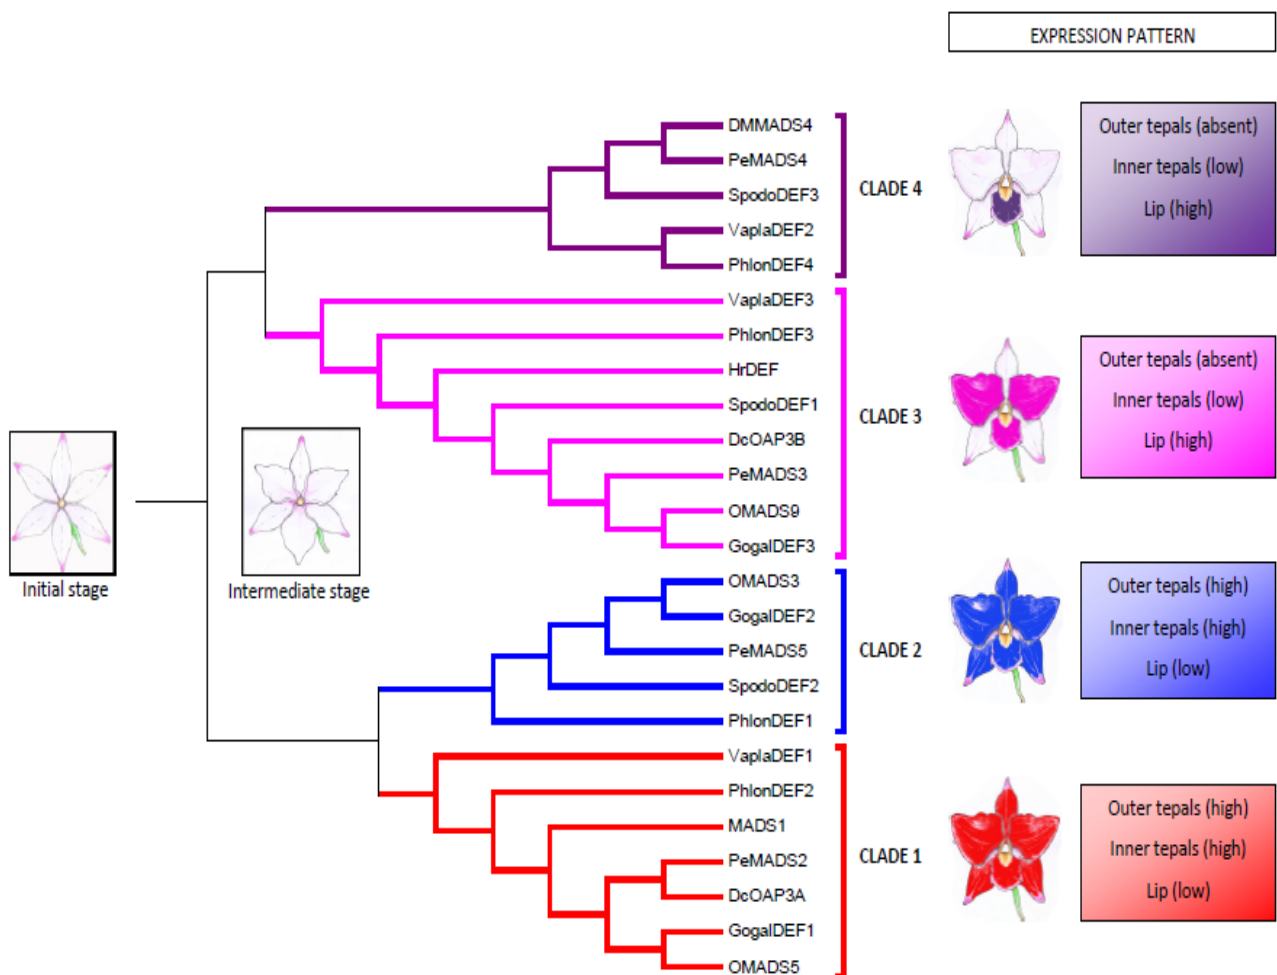 EXPRESSION PATTERN
DMMADS4
PeMADS4
SpodoDEF3
VaplaDEF2
PhlonDEF4
CLADE 4
Outer tepals (absent)
Inner tepals (low)
Lip (high)
VaplaDEF3
PhlonDEF3
HrDEF
SpodoDEF1
DcOAP3B
PeMADS3
OMADS9
GogalDEF3
CLADE 3
Outer tepals (absent)
Inner tepals (low)
Lip (high)
Initial stage
Intermediate stage
OMADS3
GogalDEF2
PeMADS5
SpodoDEF2
PhlonDEF1
CLADE 2
Outer tepals (high)
Inner tepals (high)
Lip (low)
VaplaDEF1
PhlonDEF2
MADS1
PeMADS2
DcOAP3A
GogalDEF1
OMADS5
CLADE 1
Outer tepals (high)
Inner tepals (high)
Lip (low)